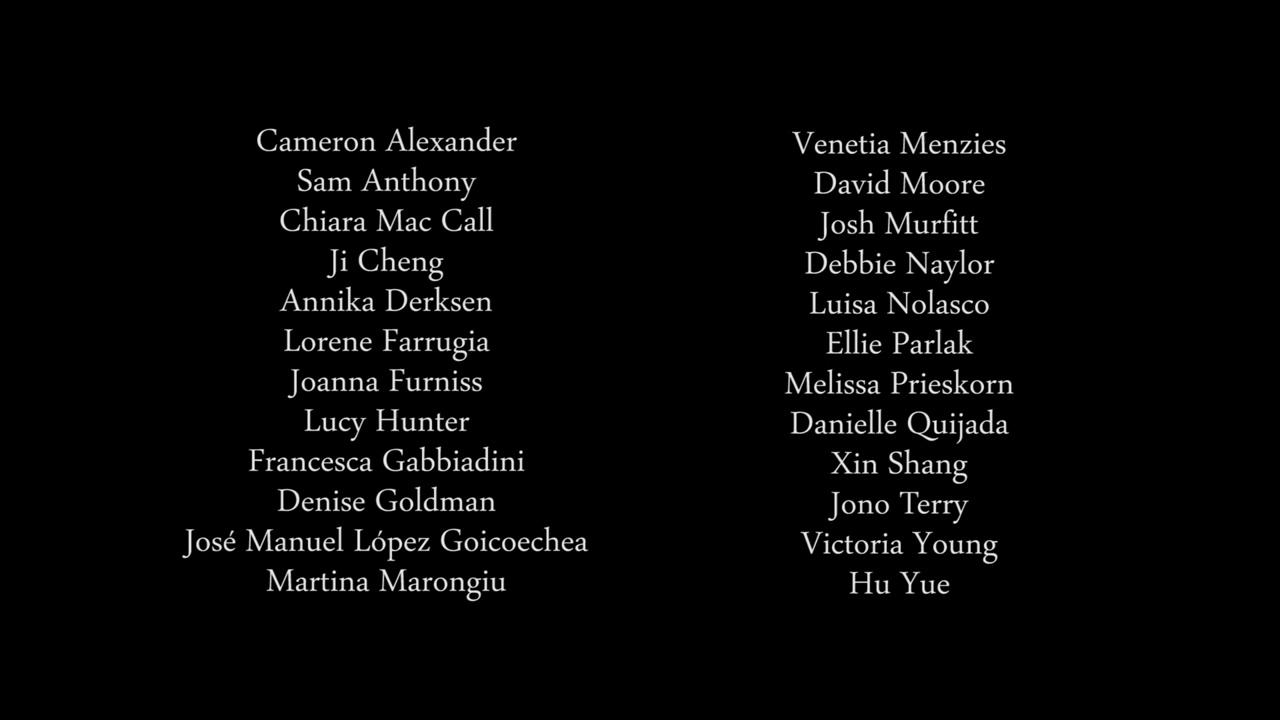 Cameron Alexander
Sam Anthony
Chiara Mac Call
Ji Cheng
Annika Derksen
Lorene Farrugia
Joanna Furniss
Lucy Hunter
Francesca Gabbiadini
Denise Goldman
José Manuel López Goicoechea
Martina Marongiu
Venetia Menzies
David Moore
Josh Murfitt
Debbie Naylor
Luisa Nolasco
Ellie Parlak
Melissa Prieskorn
Danielle Quijada
Xin Shang
Jono Terry
Victoria Young
Hu Yue